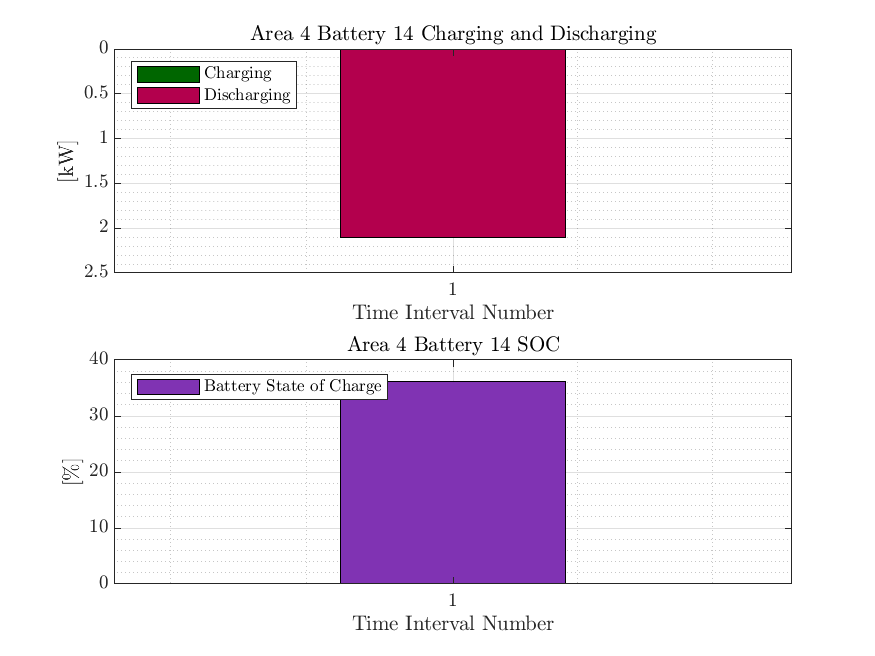 Area 4 Battery 14 Charging and Discharging
0
0.5
1
1.5
2
2.5
[kW]
Charging
Discharging
1
Time Interval Number
Area 4 Battery 14 SOC
40
30
20
10
0
[%]
Battery State of Charge
1
Time Interval Number